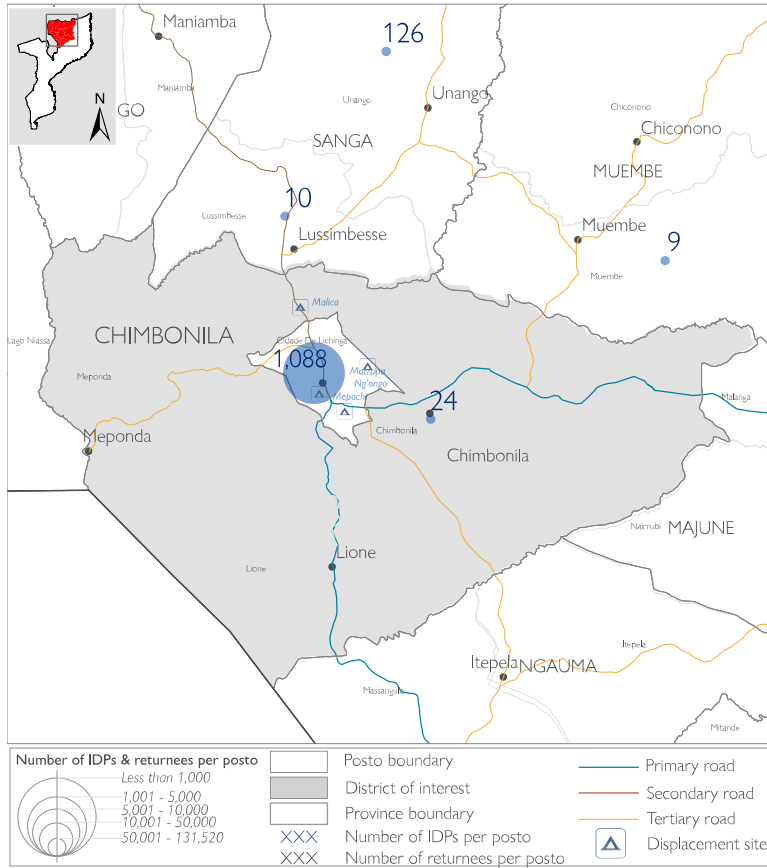 Maniamba
126
N
GO
Maniamba
Unango
Unango
Chiconono
Chiconono
SANGA
MUEMBE
10
Lussimbesse
Lussimbesse
Muembe
9
Muembe
Malica
CHIMBONILA
Cidade De Lichinga
Lago Niassa
1,088
Meponda
Ng'ongo
24
Malanga
Meponda
Chimbonila
Chimbonila
Nairrubi
MAJUNE
Lione
Lione
Itepela
Itepela
NGAUMA
Massangulo
Mitande
Number of IDPs & returnees per posto
Less than 1,000
1,001 - 5,000
5,001 - 10,000
10,001 - 50,000
50,001 - 131,520
Posto boundary
District of interest
Province boundary
XXX Number of IDPs per posto
XXX Number of returnees per posto
Primary road
Secondary road
Tertiary road
Displacement site